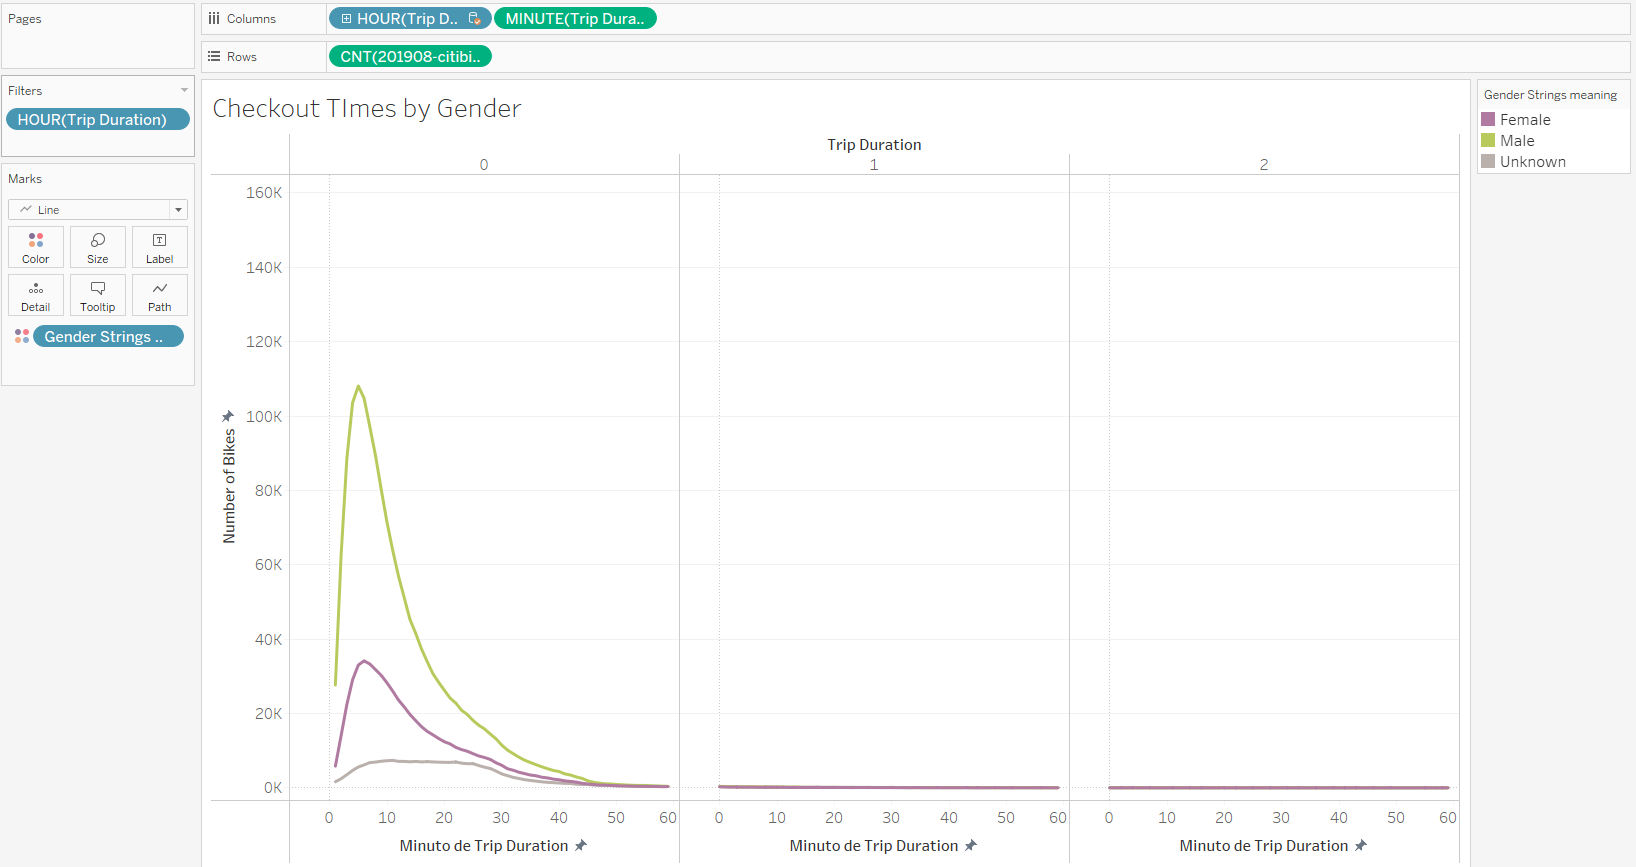 Pages
Columns
HOUR(Trip D..
MINUTE(Trip Dura..
Rows
CNT(201908-citibi..
Filters
HOUR(Trip Duration)
Marks
Line
Color
Size
Label
Detail
Tooltip
Path
Gender Strings ..
Checkout TImes by Gender
Trip Duration
0
1
2
160K
140K
120K
100K
80K
60K
40K
20K
0K
Number of Bikes
0 10 20 30 40 50 60
0 10 20 30 40 50 60
0 10 20 30 40 50 60
Minuto de Trip Duration
Minuto de Trip Duration
Minuto de Trip Duration
Gender Strings meaning
Female
Male
Unknown